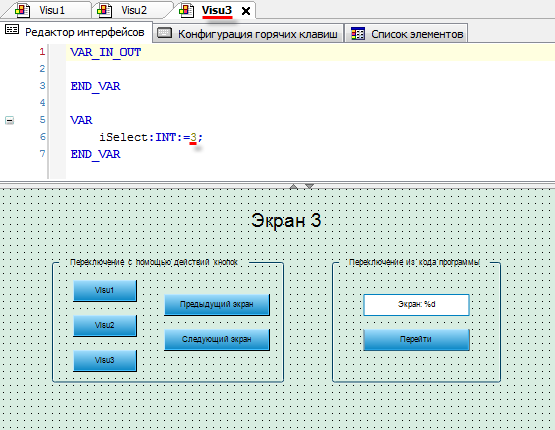 Visu1 Visu2 Visu3
Редактор интерфейсов Конфигурация горячих клавиш Список элементов
1 VAR_IN_OUT
2
3 END_VAR
4
5 VAR
6 iSelect:INT:=3;
7 END_VAR
Экран 3
Переключение с помощью действий кнопок
Visu1
Visu2
Visu3
Предыдущий экран
Следующий экран
Переключение из кода программы
Экран: %d
Перейти